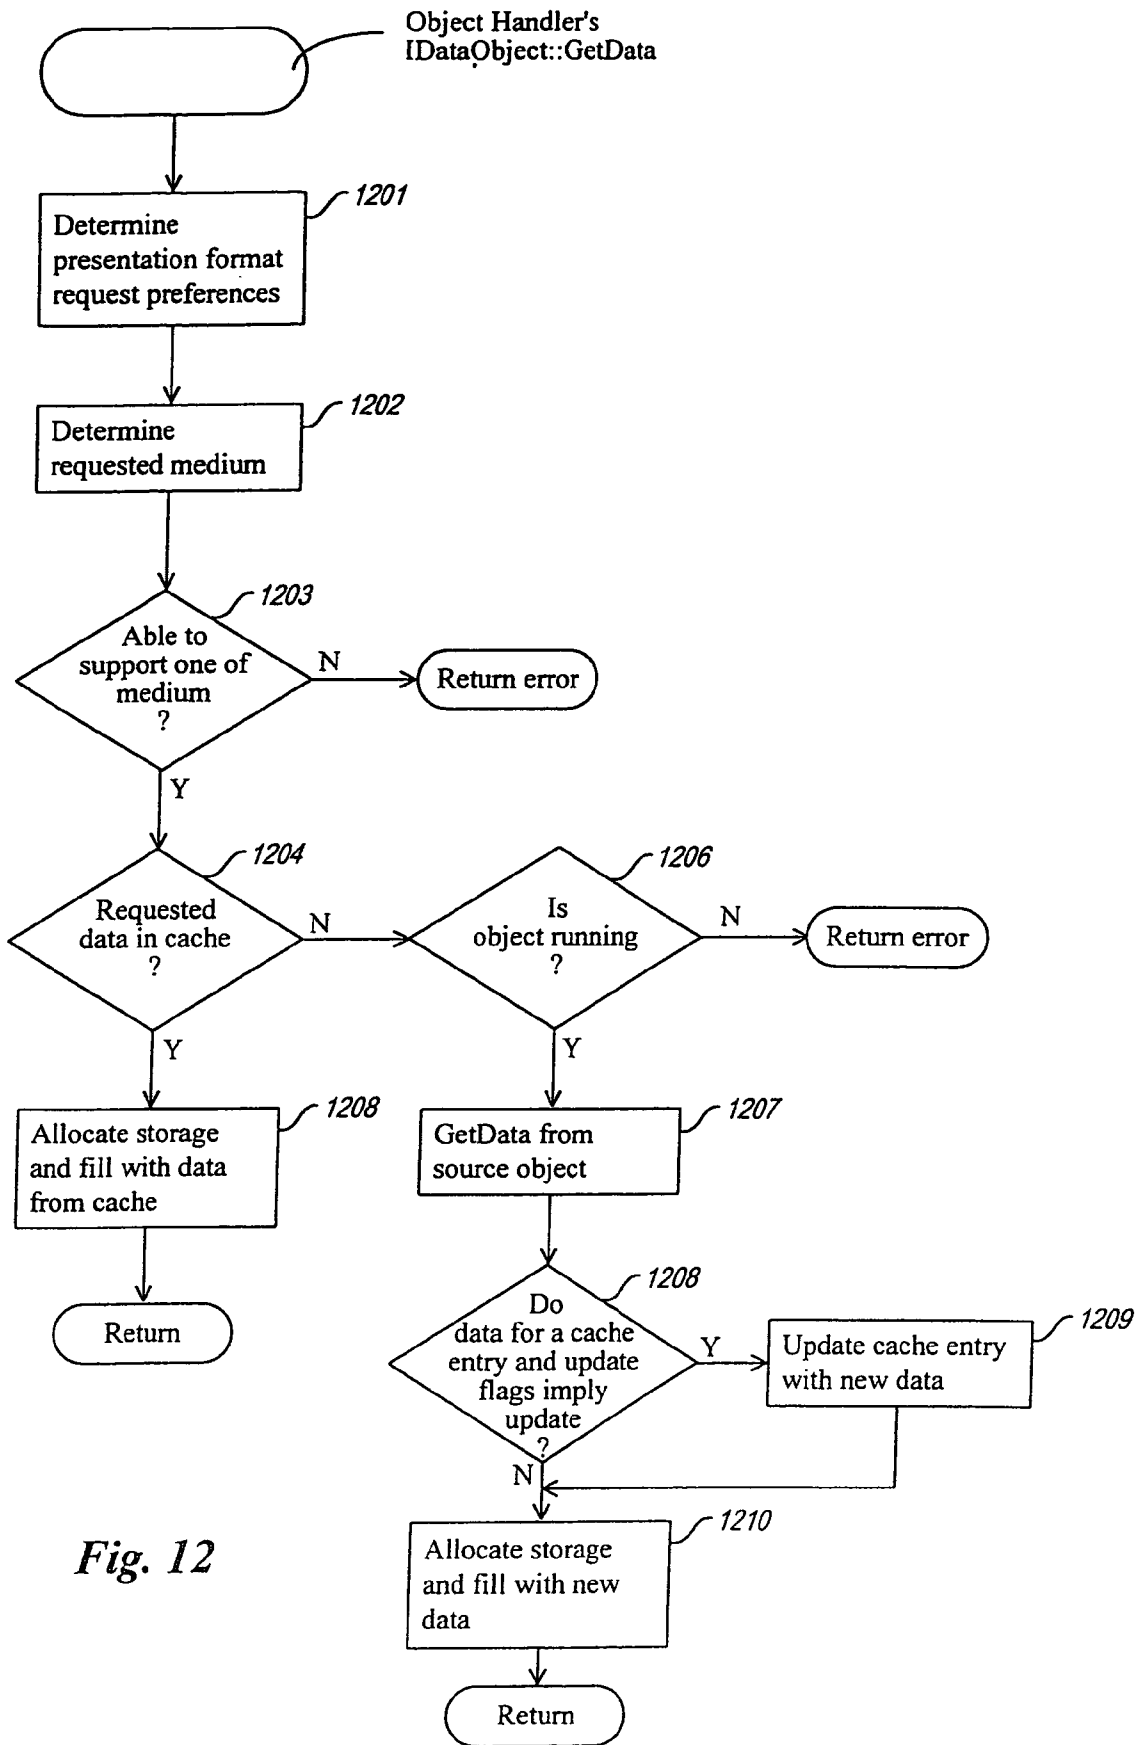 Object Handler's
IDataObject::GetData
1201
Determine
presentation format
request preferences
1202
Determine
requested medium
1203
Able to
support one of
medium
?
N
Return error
Y
1204
Requested
data in cache
?
N
1206
Is
object running
?
N
Return error
Y
Y
1208
Allocate storage
and fill with data
from cache
Return
1207
GetData from
source object
1208
Do
data for a cache
entry and update
flags imply
update
?
Y
1209
Update cache entry
with new data
N
1210
Allocate storage
and fill with new
data
Return
Fig. 12